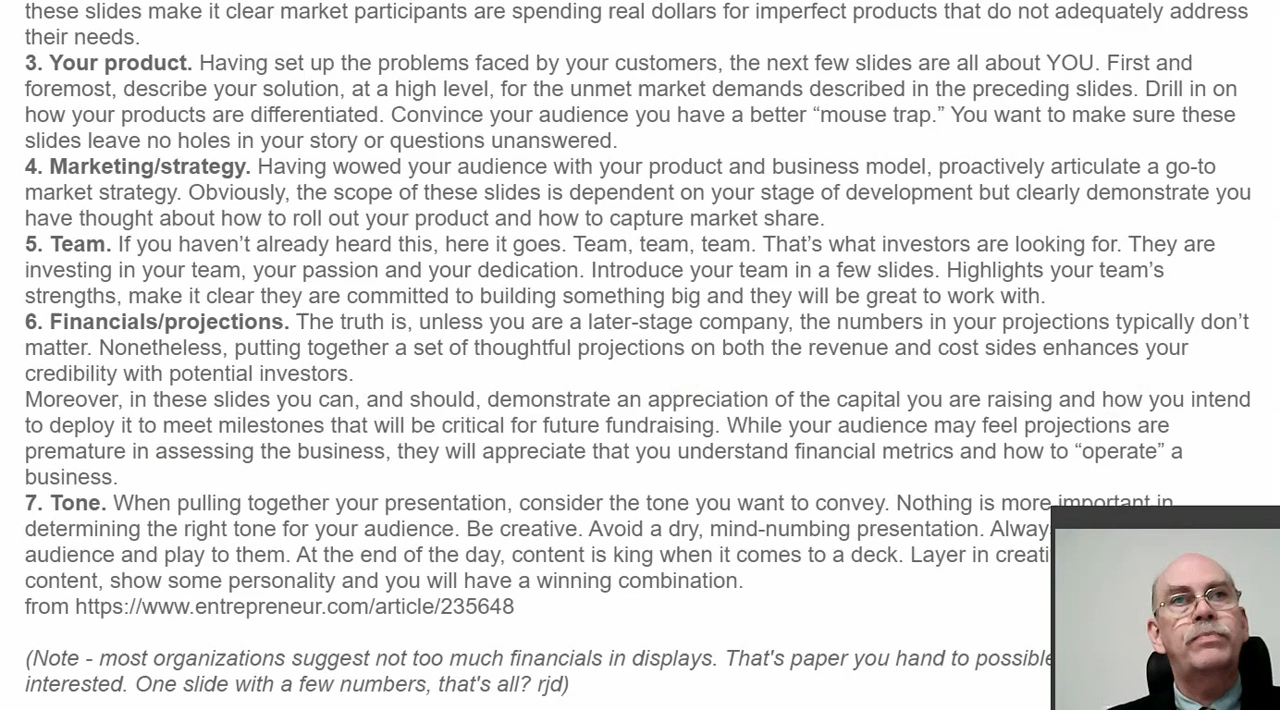 these slides make it clear market participants are spending real dollars for imperfect products that do not adequately address
their needs.
3. Your product. Having set up the problems faced by your customers, the next few slides are all about YOU. First and
foremost, describe your solution, at a high level, for the unmet market demands described in the preceding slides. Drill in on
how your products are differentiated. Convince your audience you have a better “mouse trap.” You want to make sure these
slides leave no holes in your story or questions unanswered.
4. Marketing/strategy. Having wowed your audience with your product and business model, proactively articulate a go-to
market strategy. Obviously, the scope of these slides is dependent on your stage of development but clearly demonstrate you
have thought about how to roll out your product and how to capture market share.
5. Team. If you haven’t already heard this, here it goes. Team, team, team. That’s what investors are looking for. They are
investing in your team, your passion and your dedication. Introduce your team in a few slides. Highlights your team’s
strengths, make it clear they are committed to building something big and they will be great to work with.
6. Financials/projections. The truth is, unless you are a later-stage company, the numbers in your projections typically don’t
matter. Nonetheless, putting together a set of thoughtful projections on both the revenue and cost sides enhances your
credibility with potential investors.
Moreover, in these slides you can, and should, demonstrate an appreciation of the capital you are raising and how you intend
to deploy it to meet milestones that will be critical for future fundraising. While your audience may feel projections are
premature in assessing the business, they will appreciate that you understand financial metrics and how to “operate” a
business.
7. Tone. When pulling together your presentation, consider the tone you want to convey. Nothing is more important in
determining the right tone for your audience. Be creative. Avoid a dry, mind-numbing presentation.
audience and play to them. At the end of the day, content is king when it comes to a deck. Layer in
content, show some personality and you will have a winning combination.
from https://www.entrepreneur.com/article/235648
(Note - most organizations suggest not too much financials in displays. That's paper you hand to possible
interested. One slide with a few numbers, that's all? rjd)